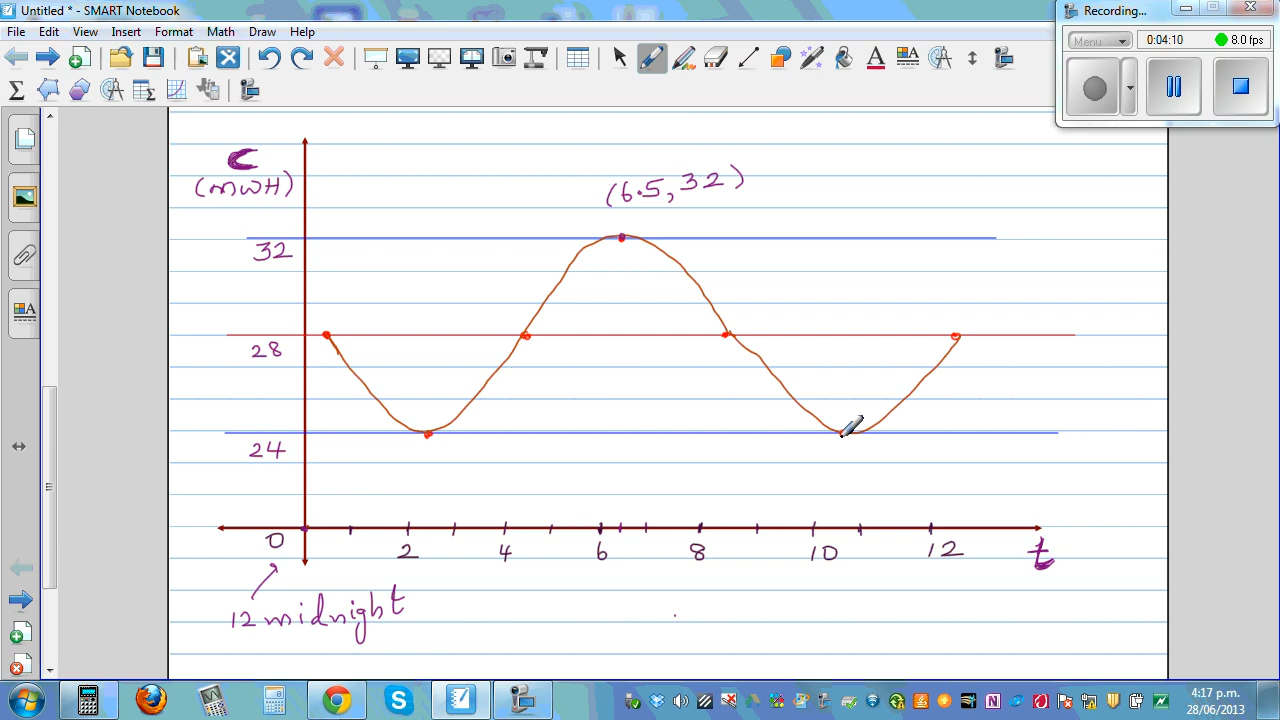 Untitled * - SMART Notebook
Recording...
File Edit View Insert Format Math Draw Help
Menu
0:04:10
8.0 fps
C
(mWH)
(6.5, 32)
32
28
24
0
2 4 6 8 10 12
t
12 midnight
4:17 p.m.
28/06/2013